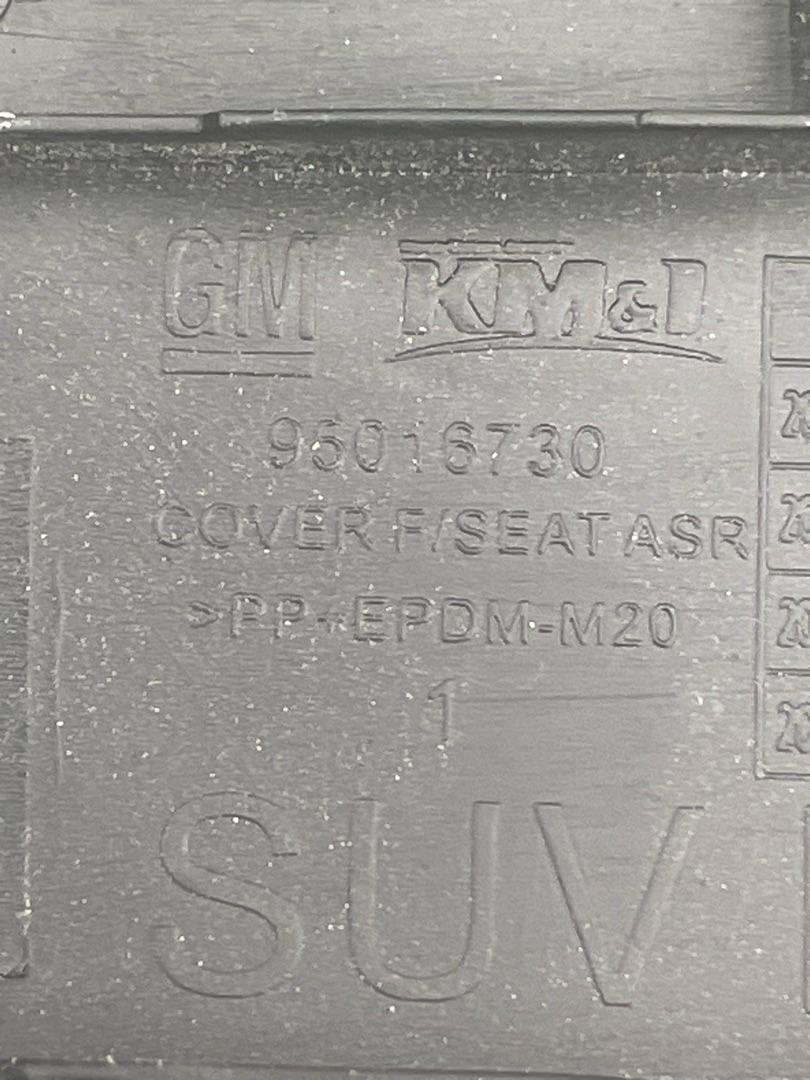 GM KM&I
95016730
COVER F/SEAT ASR
>PP+EPDM-M20
1
SUV